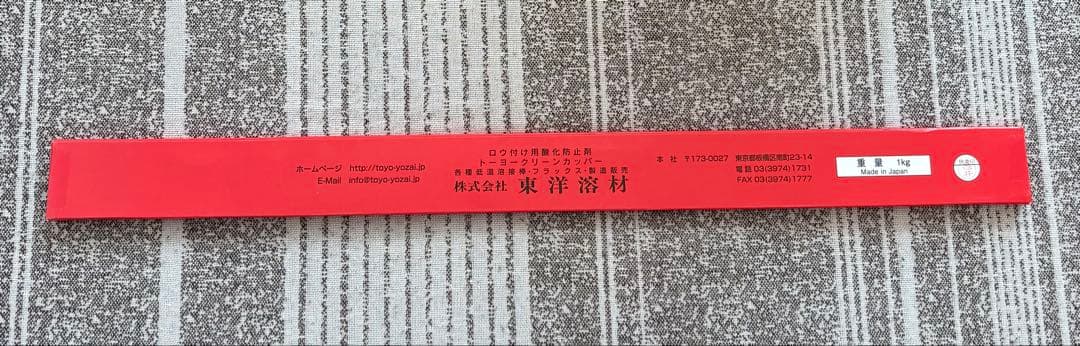 ロウ付け用酸化防止剤
トーヨークリーンカッパー
ホームページ http://toyo-yozai.jp
E-Mail info@toyo-yozai.jp
各種低温溶接棒・フラックス・製造販売
株式会社 東洋溶材
本社 〒173-0027 東京都板橋区南町23-14
電話 03(3974)1731
FAX 03(3974)1777
重量 1kg
Made in Japan